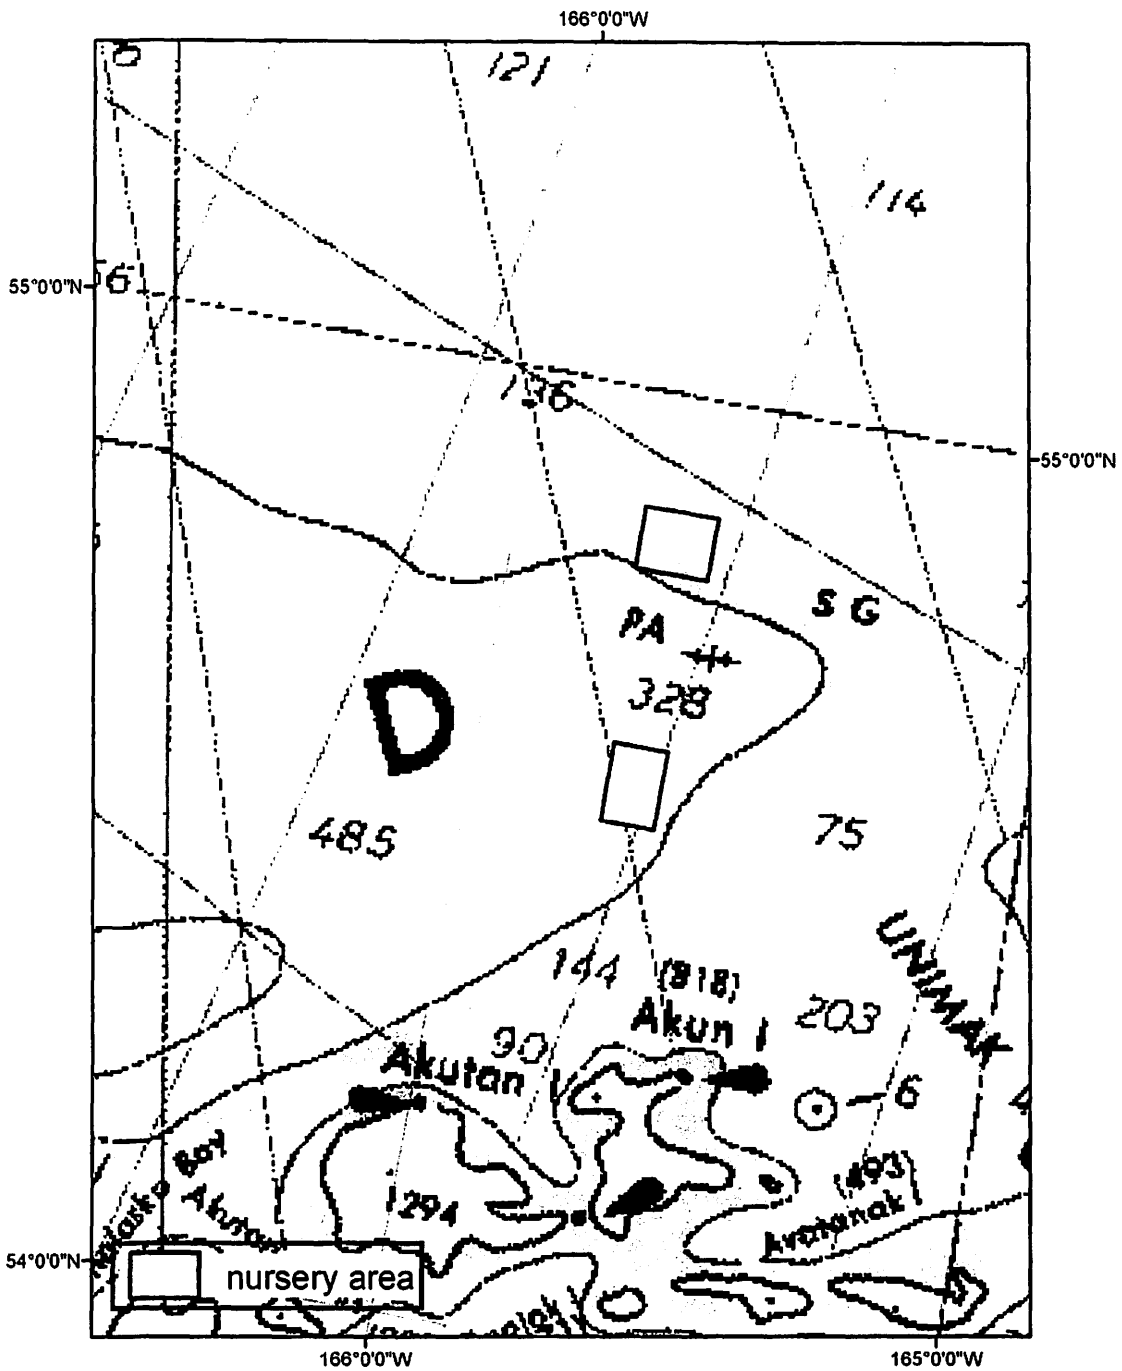 166°0'0"W
121
114
55°0'0"N
136
55°0'0"N
S G
PA
328
D
485
75
UNIMAK
144
(818)
Akun I
203
90
Akutan I
6
4
Bay
(493)
1294
Akutan
Avatanak
54°0'0"N
nursery area
166°0'0"W
165°0'0"W